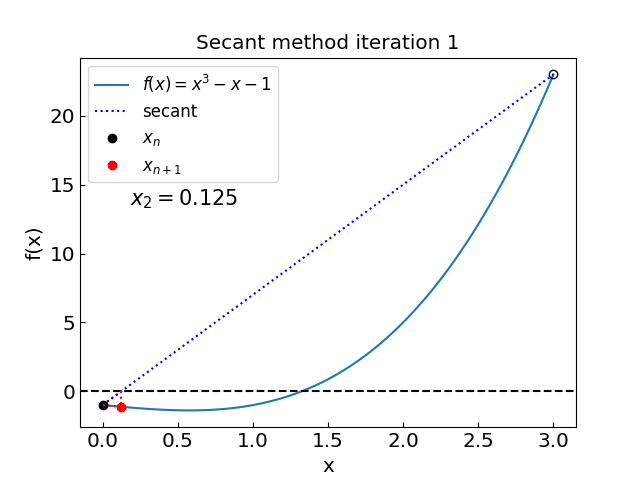 Secant method iteration 1
f(x) = x³ − x − 1
secant
xₙ
xₙ₊₁
x₂ = 0.125
f(x)
20
15
10
5
0
0.0 0.5 1.0 1.5 2.0 2.5 3.0
x